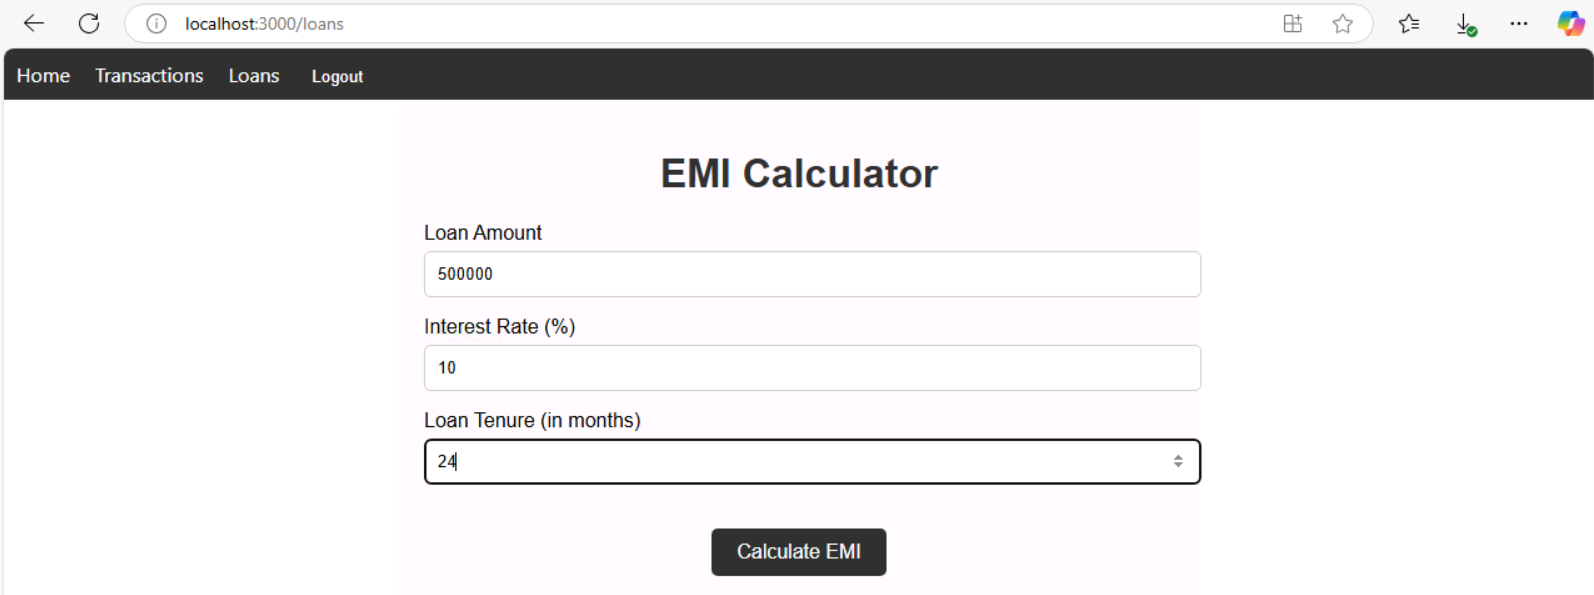 localhost:3000/loans
Home Transactions Loans Logout
EMI Calculator
Loan Amount
500000
Interest Rate (%)
10
Loan Tenure (in months)
24
Calculate EMI